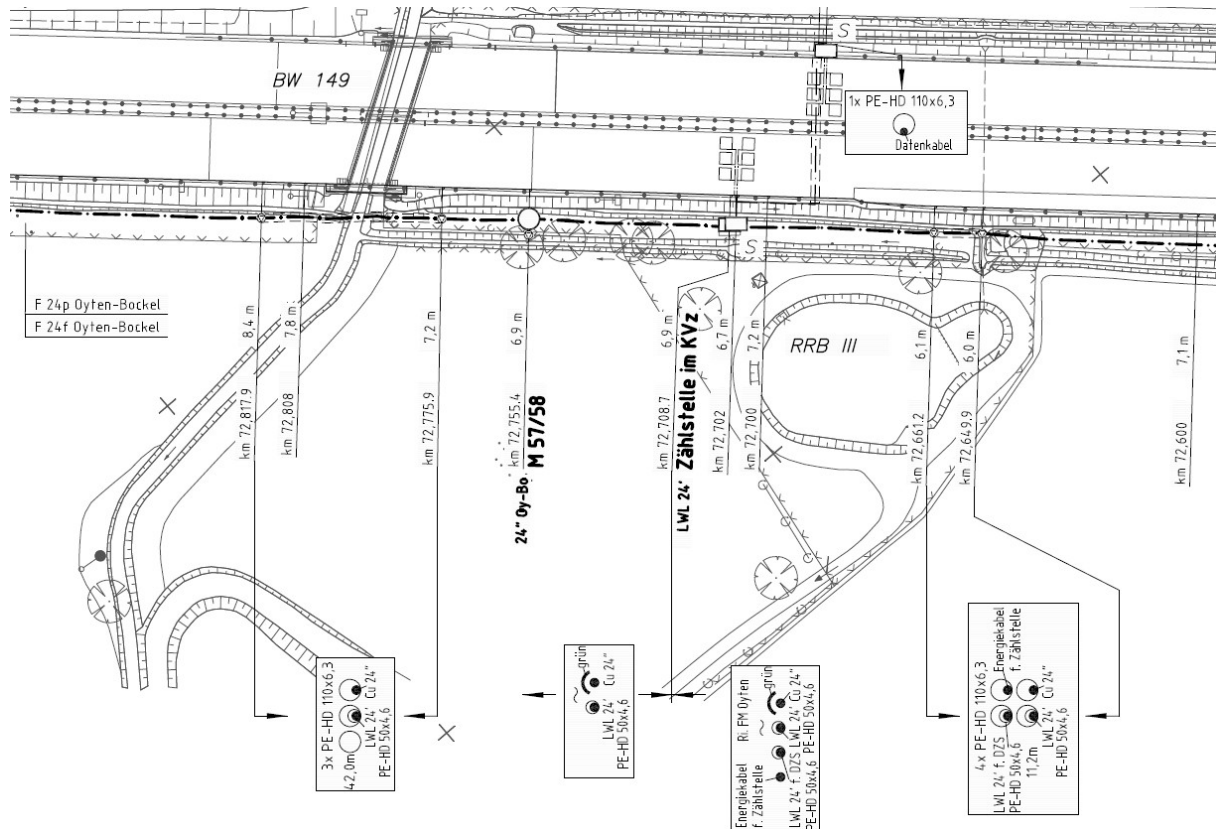 BW 149
S
1x PE-HD 110x6,3
Datenkabel
S
F 24p Oyten-Bockel
F 24f Oyten-Bockel
RRB III
km 72,817.9 8,4 m
km 72,808 7,8 m
km 72,775.9 7,2 m
km 72,755.4 6,9 m
24" Oy-Bo.
M 57/58
km 72,708.7 6,9 m
LWL 24' Zählstelle im KVz
km 72,702 6,7 m
km 72,700 7,2 m
km 72,661.2 6,1 m
km 72,649.9 6,0 m
km 72,600 7,1 m
3x PE-HD 110x6,3
42,0m
Cu 24"
LWL 24'
PE-HD 50x4,6
~
grün
Cu 24"
LWL 24'
PE-HD 50x4,6
Energiekabel
f. Zählstelle
Ri. FM Oyten
~
grün
LWL 24' f. DZS
PE-HD 50x4,6
LWL 24'
PE-HD 50x4,6
Cu 24"
4x PE-HD 110x6,3
LWL 24' f. DZS
PE-HD 50x4,6
11,2m
Energiekabel
f. Zählstelle
Cu 24"
LWL 24'
PE-HD 50x4,6